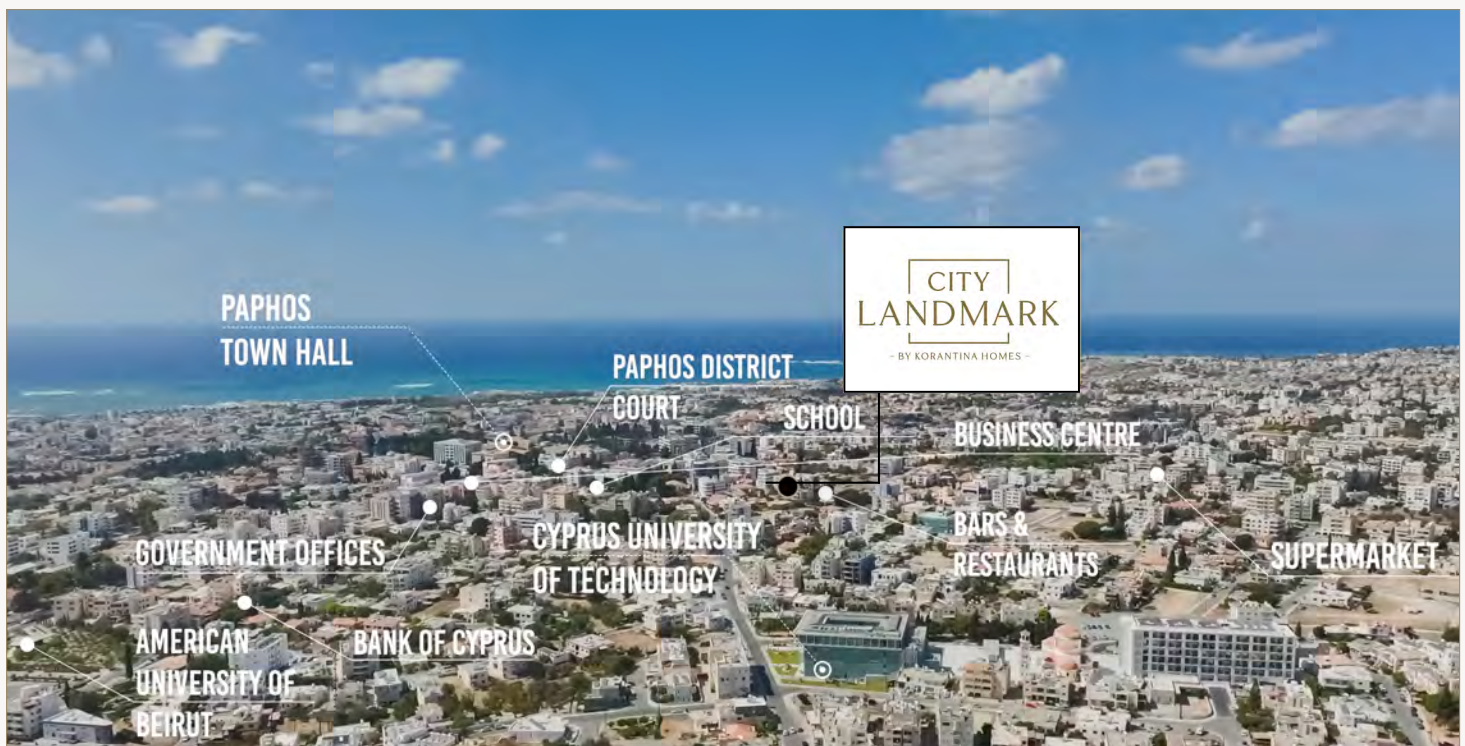 CITY
LANDMARK
- BY KORANTINA HOMES -
PAPHOS
TOWN HALL
PAPHOS DISTRICT
COURT
SCHOOL
BUSINESS CENTRE
GOVERNMENT OFFICES
CYPRUS UNIVERSITY
OF TECHNOLOGY
BARS &
RESTAURANTS
SUPERMARKET
AMERICAN
UNIVERSITY OF
BEIRUT
BANK OF CYPRUS